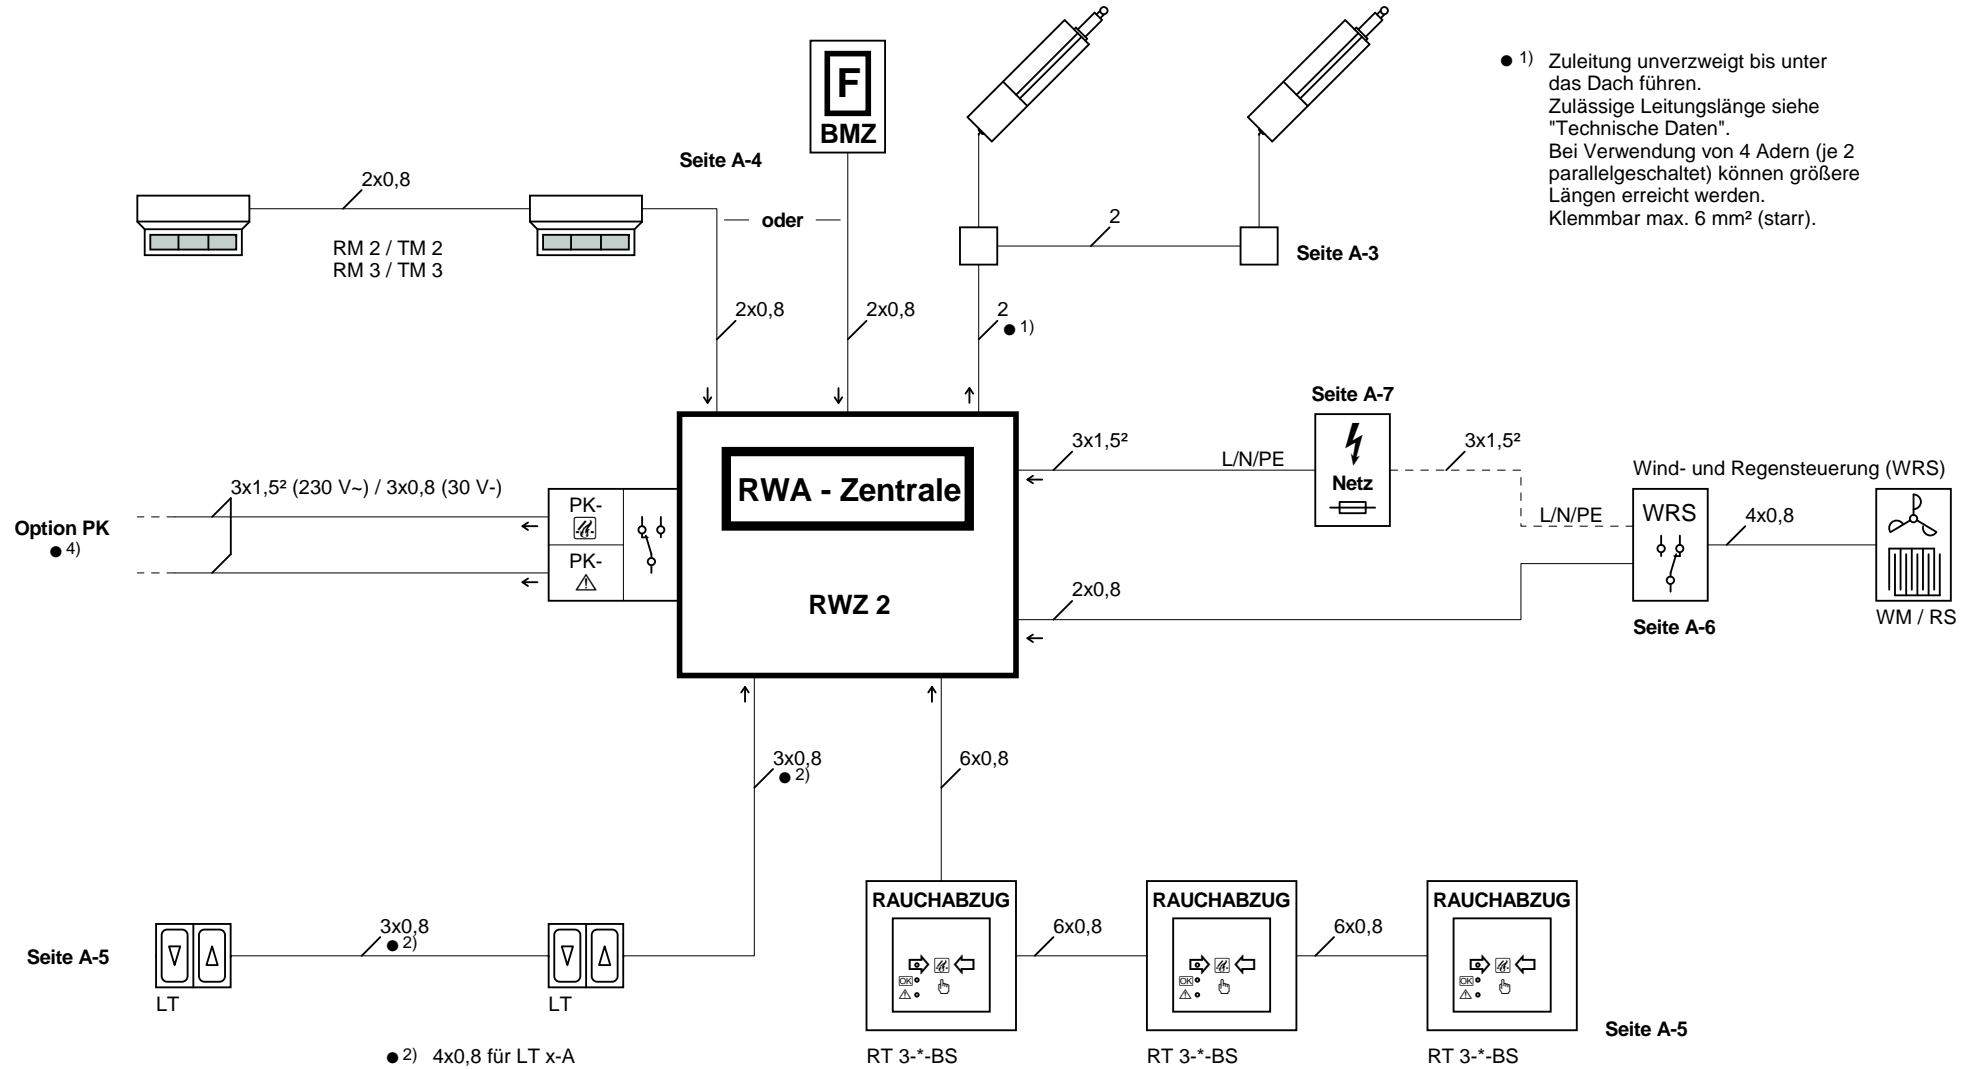 ● 1) Zuleitung unverzweigt bis unter
das Dach führen.
Zulässige Leitungslänge siehe
"Technische Daten".
Bei Verwendung von 4 Adern (je 2
parallelgeschaltet) können größere
Längen erreicht werden.
Klemmbar max. 6 mm² (starr).
F
BMZ
Seite A-4
2x0,8
oder
RM 2 / TM 2
RM 3 / TM 3
2
Seite A-3
2x0,8
2x0,8
2
● 1)
Seite A-7
3x1,5²
L/N/PE
Netz
3x1,5²
Wind- und Regensteuerung (WRS)
RWA - Zentrale
3x1,5² (230 V~) / 3x0,8 (30 V-)
Option PK
● 4)
PK-
PK-
L/N/PE
WRS
4x0,8
RWZ 2
2x0,8
Seite A-6
WM / RS
3x0,8
● 2)
6x0,8
RAUCHABZUG
RAUCHABZUG
RAUCHABZUG
6x0,8
6x0,8
3x0,8
● 2)
Seite A-5
OK
OK
OK
LT
LT
Seite A-5
● 2) 4x0,8 für LT x-A
RT 3-*-BS
RT 3-*-BS
RT 3-*-BS